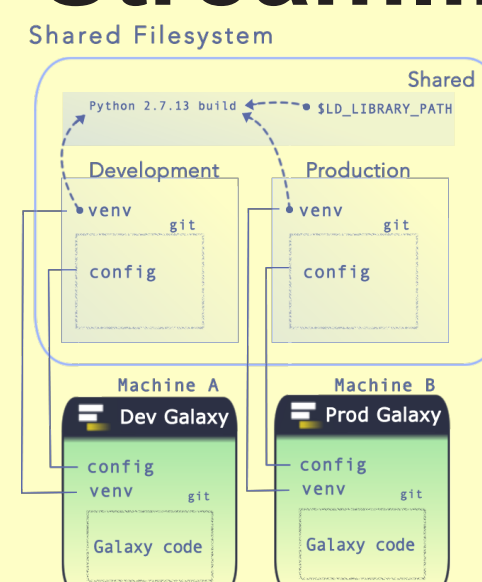 Shared Filesystem
Shared
Python 2.7.13 build
$LD_LIBRARY_PATH
Development
Production
venv
git
config
venv
git
config
Machine A
Machine B
Dev Galaxy
Prod Galaxy
config
venv
git
Galaxy code
config
venv
git
Galaxy code